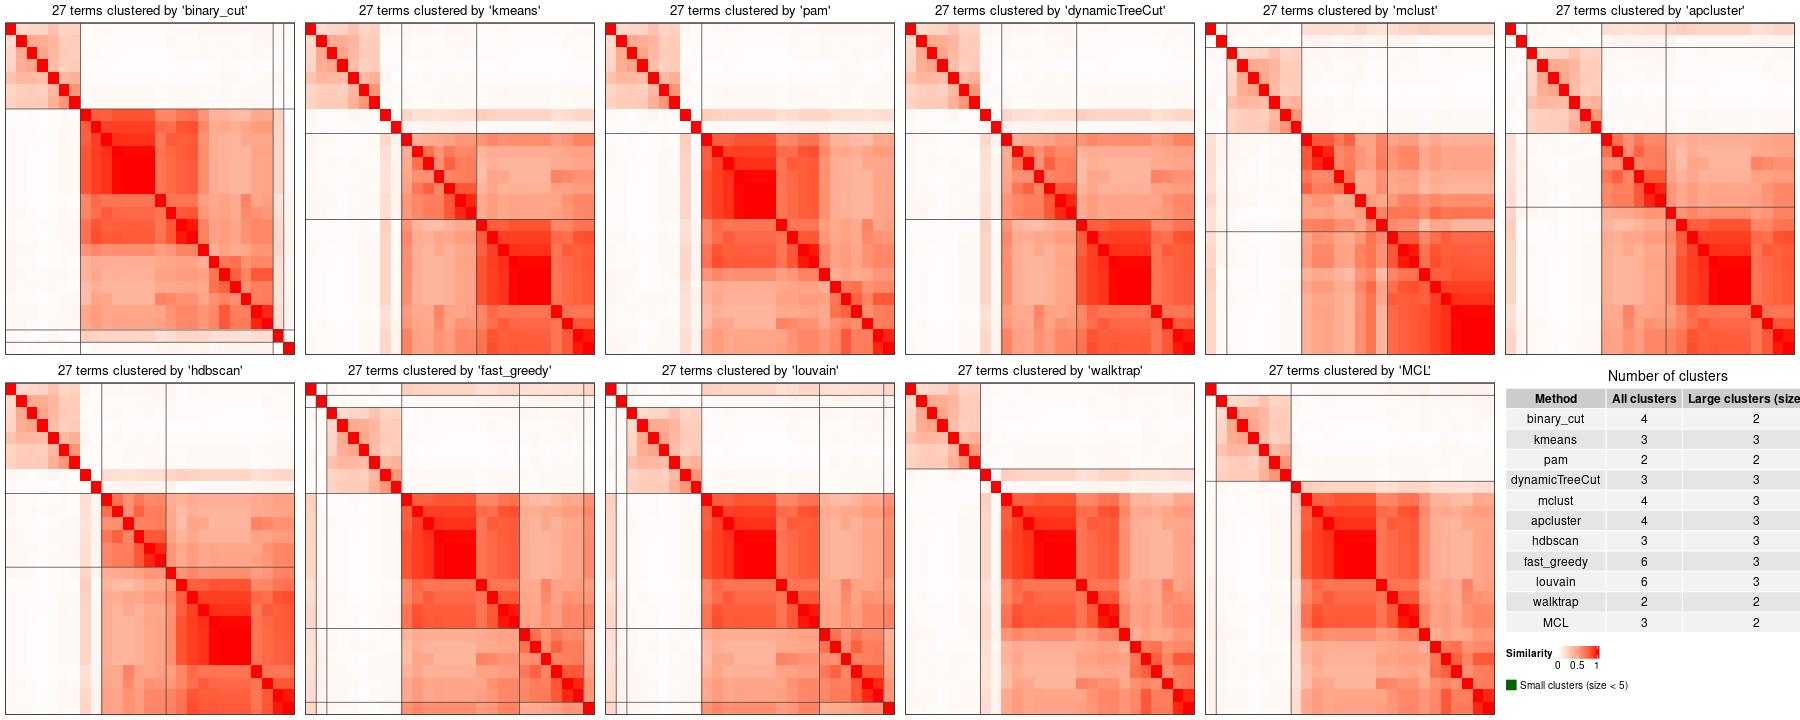 27 terms clustered by 'binary_cut'
27 terms clustered by 'kmeans'
27 terms clustered by 'pam'
27 terms clustered by 'dynamicTreeCut'
27 terms clustered by 'mclust'
27 terms clustered by 'apcluster'
27 terms clustered by 'hdbscan'
27 terms clustered by 'fast_greedy'
27 terms clustered by 'louvain'
27 terms clustered by 'walktrap'
27 terms clustered by 'MCL'
Number of clusters
Method All clusters Large clusters (size
binary_cut 4 2
kmeans 3 3
pam 2 2
dynamicTreeCut 3 3
mclust 4 3
apcluster 4 3
hdbscan 3 3
fast_greedy 6 3
louvain 6 3
walktrap 2 2
MCL 3 2
Similarity
0 0.5 1
Small clusters (size < 5)